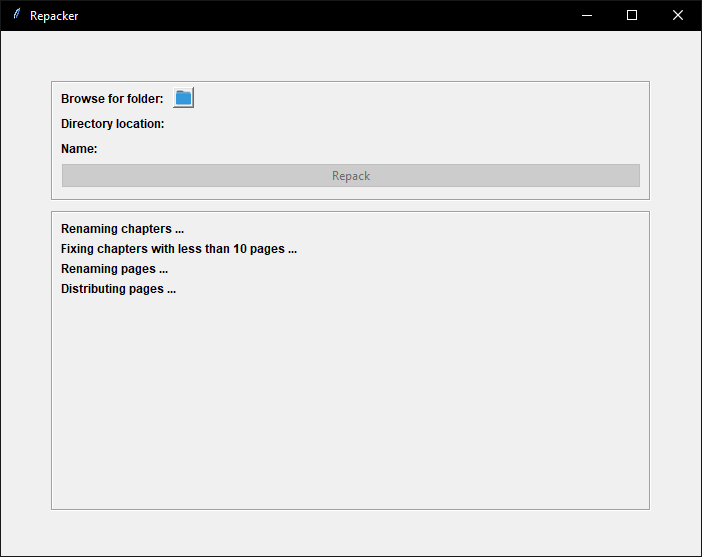 Repacker
Browse for folder:
Directory location:
Name:
Repack
Renaming chapters ...
Fixing chapters with less than 10 pages ...
Renaming pages ...
Distributing pages ...